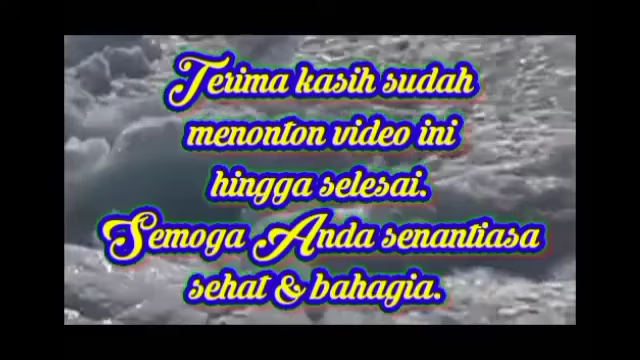 Terima kasih sudah
menonton video ini
hingga selesai.
Semoga Anda senantiasa
sehat & bahagia.